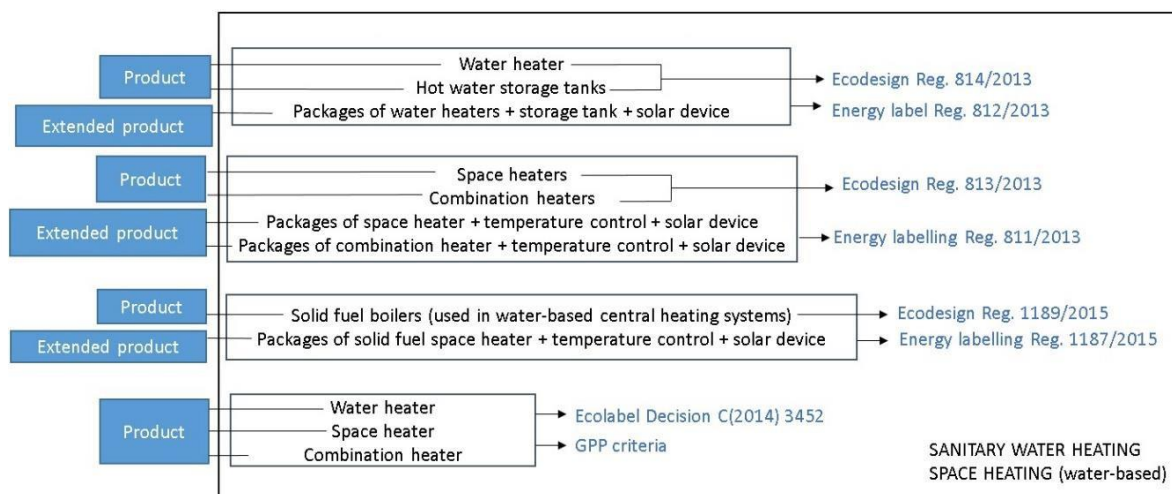 Product
Water heater
Hot water storage tanks
Ecodesign Reg. 814/2013
Extended product
Packages of water heaters + storage tank + solar device
Energy label Reg. 812/2013
Product
Space heaters
Combination heaters
Ecodesign Reg. 813/2013
Extended product
Packages of space heater + temperature control + solar device
Packages of combination heater + temperature control + solar device
Energy labelling Reg. 811/2013
Product
Solid fuel boilers (used in water-based central heating systems)
Ecodesign Reg. 1189/2015
Extended product
Packages of solid fuel space heater + temperature control + solar device
Energy labelling Reg. 1187/2015
Product
Water heater
Space heater
Combination heater
Ecolabel Decision C(2014) 3452
GPP criteria
SANITARY WATER HEATING
SPACE HEATING (water-based)